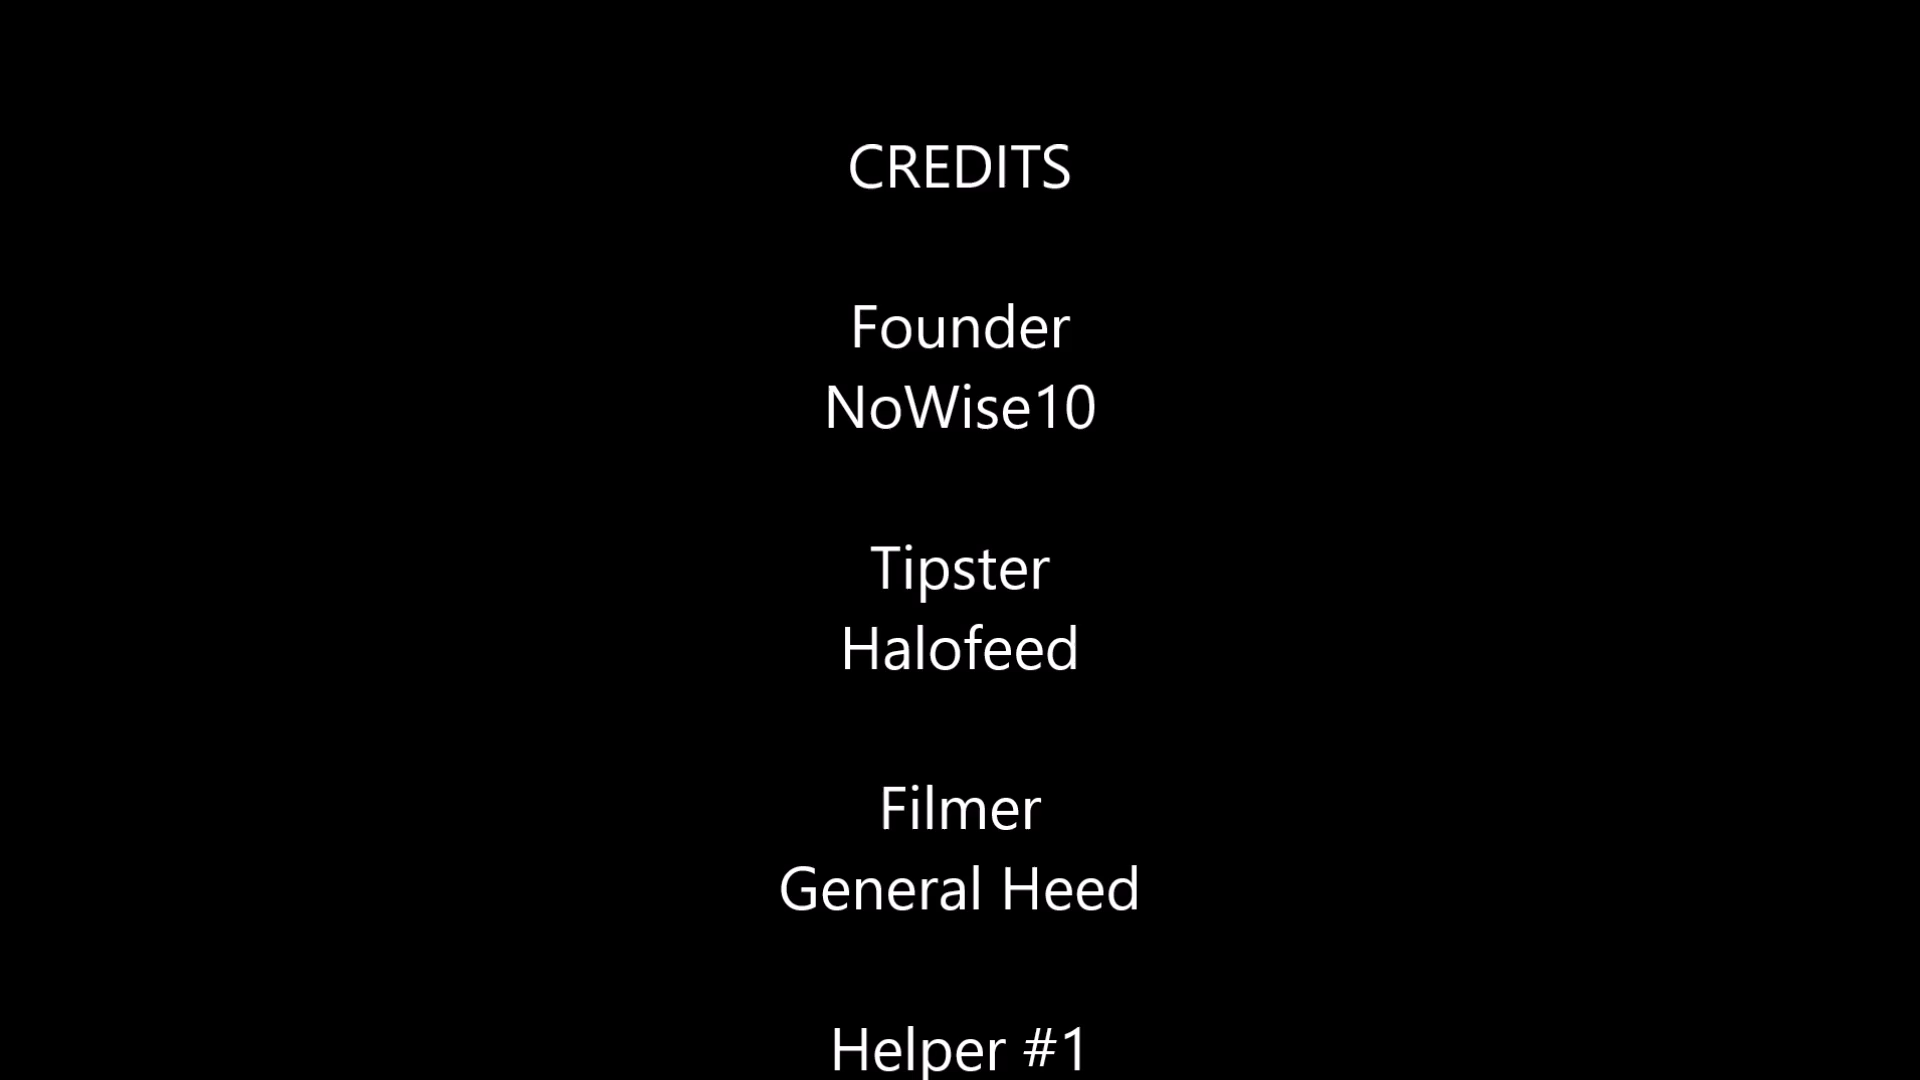 CREDITS
Founder
NoWise10
Tipster
Halofeed
Filmer
General Heed
Helper #1